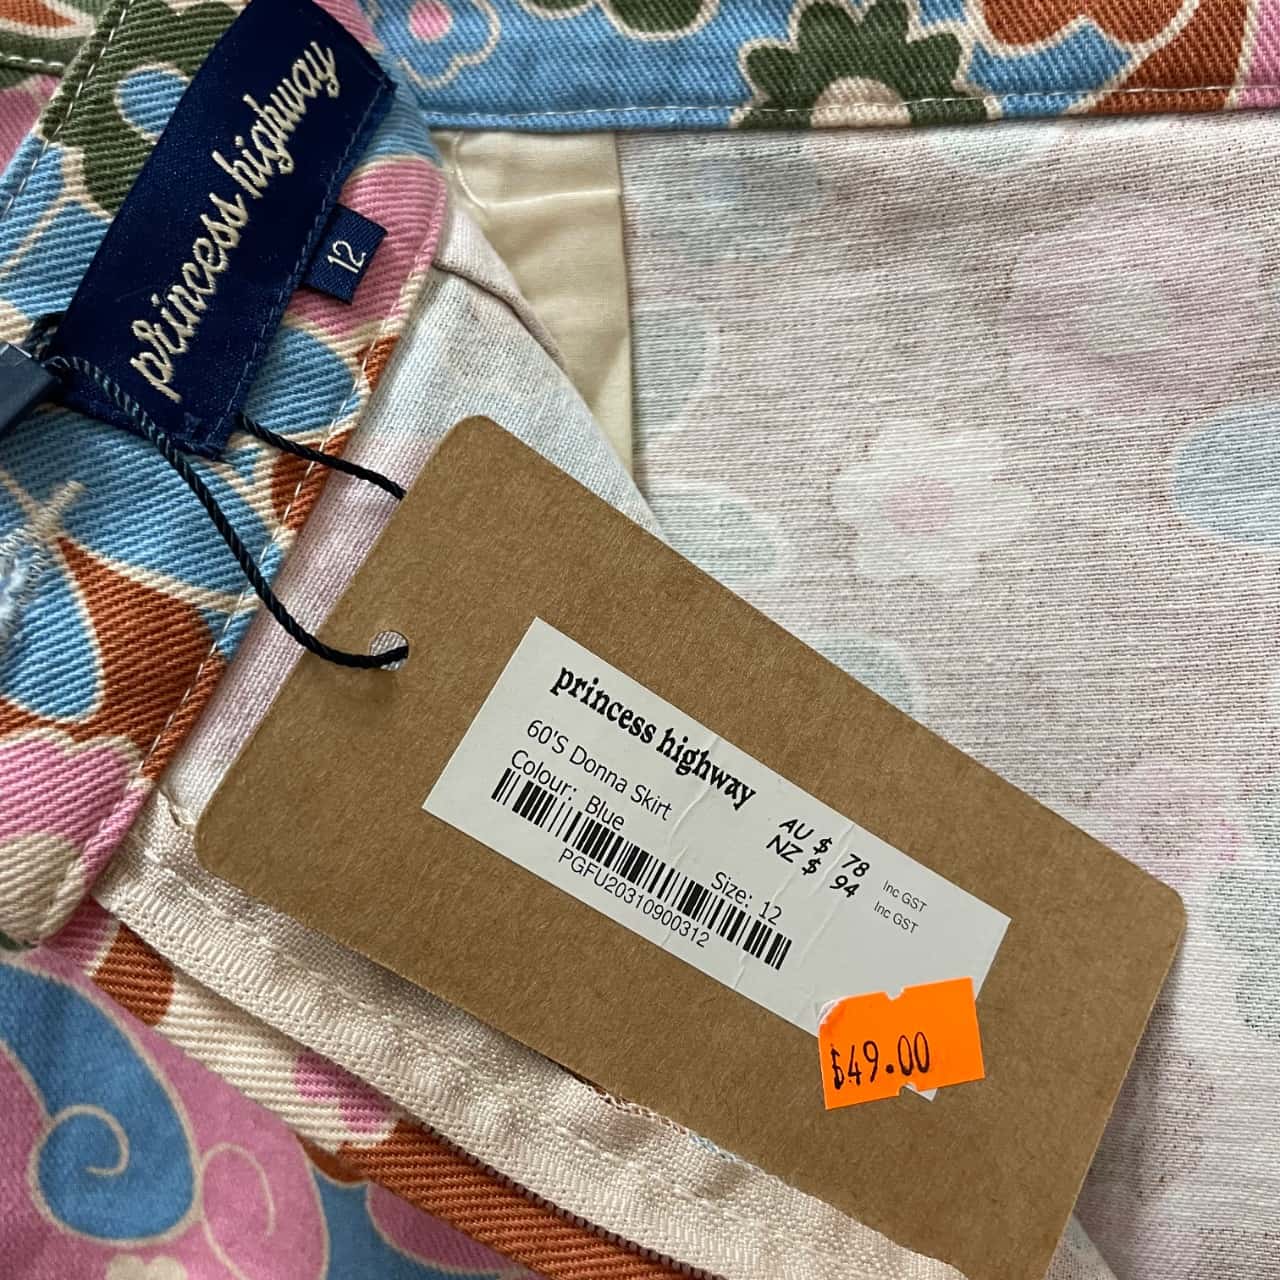 princess highway
12
princess highway
60'S Donna Skirt
Colour: Blue
AU $ 78 Inc GST
NZ $ 94 Inc GST
Size: 12
PGFU20310900312
$49.00